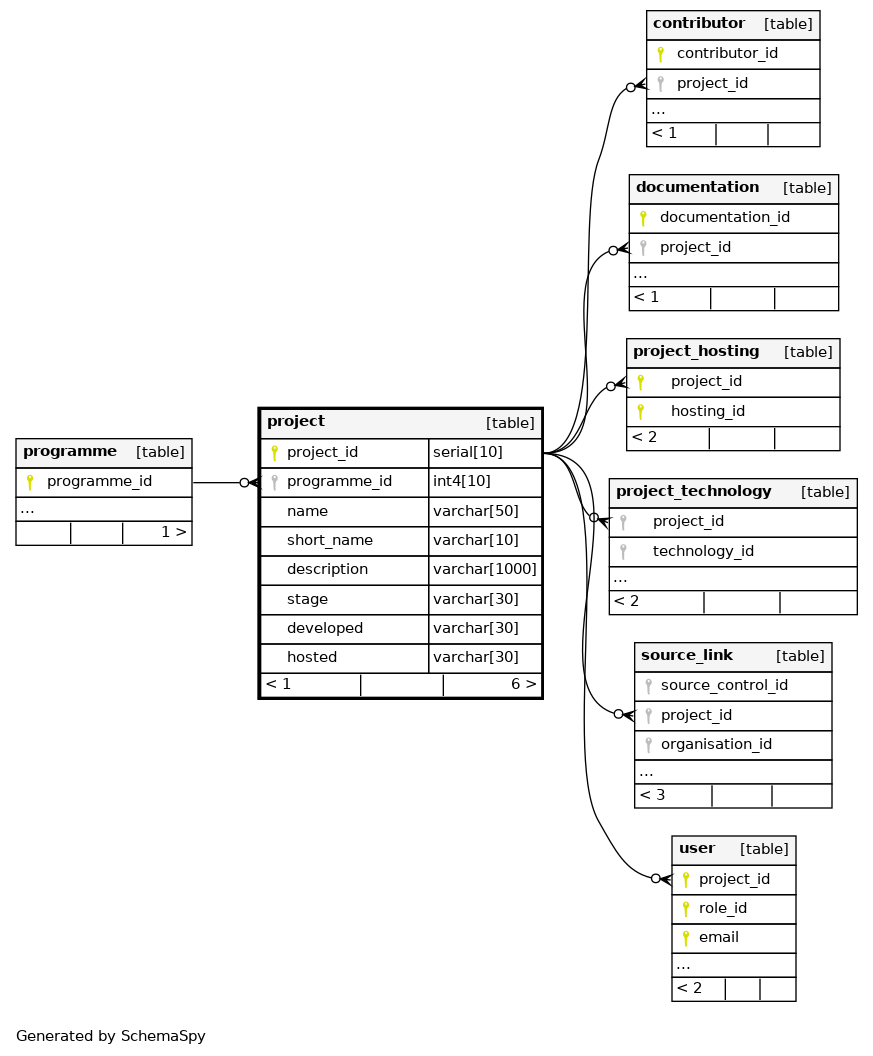 contributor [table]
contributor_id
project_id
...
< 1
documentation [table]
documentation_id
project_id
...
< 1
project_hosting [table]
project_id
hosting_id
< 2
project [table]
project_id serial[10]
programme_id int4[10]
name varchar[50]
short_name varchar[10]
description varchar[1000]
stage varchar[30]
developed varchar[30]
hosted varchar[30]
< 1 6 >
programme [table]
programme_id
...
1 >
project_technology [table]
project_id
technology_id
...
< 2
source_link [table]
source_control_id
project_id
organisation_id
...
< 3
user [table]
project_id
role_id
email
...
< 2
Generated by SchemaSpy